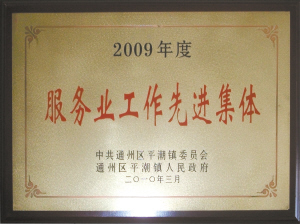 2009年度
服务业工作先进集体
中共通州区平潮镇委员会
通州区平潮镇人民政府
二〇一〇年三月